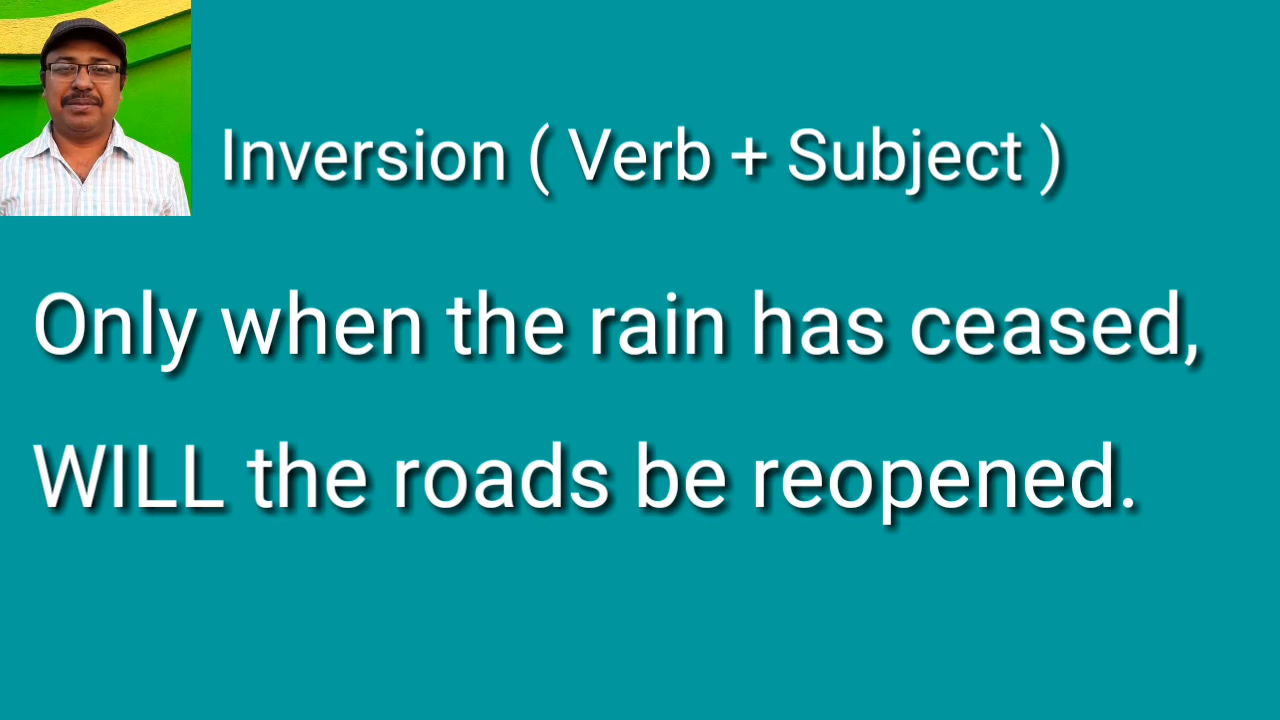 Inversion ( Verb + Subject )
Only when the rain has ceased,
WILL the roads be reopened.